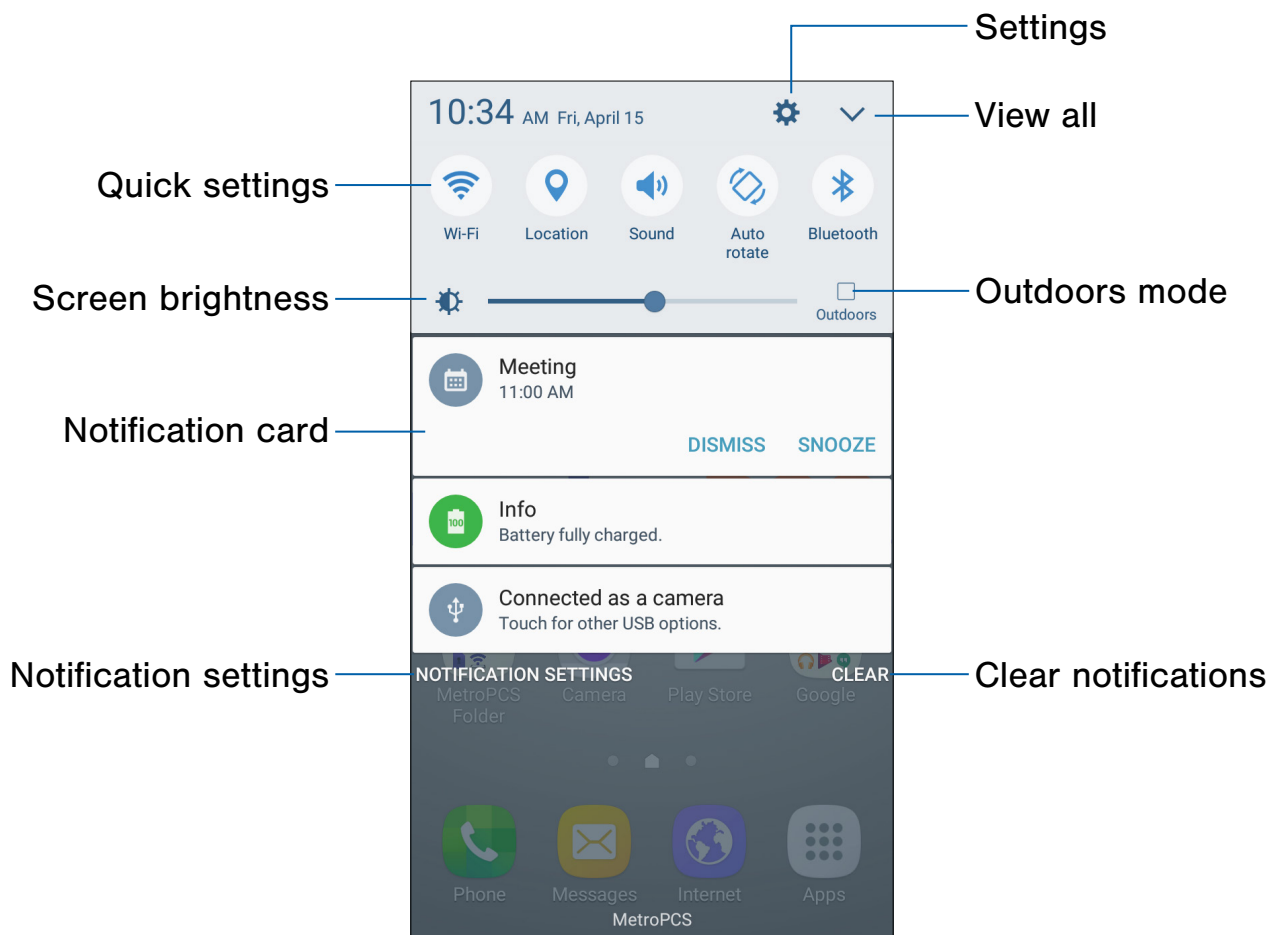 Settings
10:34 AM Fri, April 15
View all
Quick settings
Wi-Fi
Location
Sound
Auto
rotate
Bluetooth
Screen brightness
Outdoors
Outdoors mode
Meeting
11:00 AM
Notification card
DISMISS SNOOZE
100
Info
Battery fully charged.
Connected as a camera
Touch for other USB options.
Notification settings
NOTIFICATION SETTINGS
CLEAR
Clear notifications
MetroPCS
Folder
Camera
Play Store
Google
Phone
Messages
Internet
Apps
MetroPCS